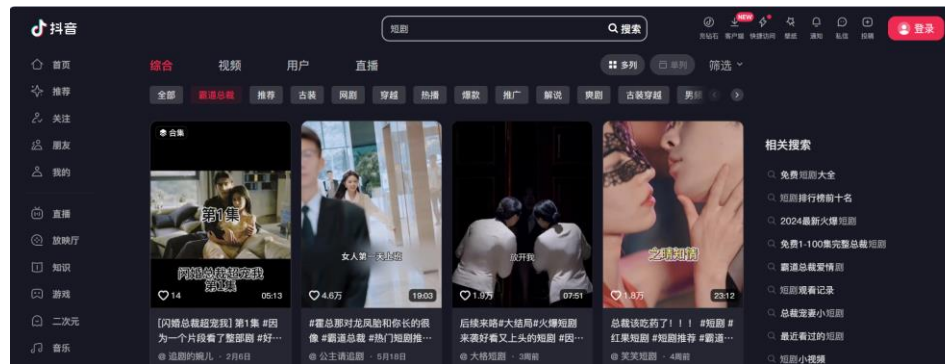 抖音
短剧
搜索
充钻石
客户端
NEW
快捷访问
壁纸
通知
私信
投稿
登录
首页
推荐
关注
朋友
我的
直播
放映厅
知识
游戏
二次元
音乐
综合 视频 用户 直播
多列 单列 筛选
全部 霸道总裁 推荐 古装 网剧 穿越 热播 爆款 推广 解说 爽剧 古装穿越
合集
第1集
闪婚总裁超宠我
第1集
14 05:13
[闪婚总裁超宠我] 第1集 #因
为一个片段看了整部剧 #好…
@ 追剧的婉儿 · 2月6日
女人第一天上班
4.6万 19:03
#霍总那对龙凤胎和你长的很
像 #霸道总裁 #热门短剧推…
@ 公主请追剧 · 5月18日
放开我
1.9万 07:51
后续来咯#大结局#火爆短剧
来袭好看又上头的短剧 #因…
@ 大格短剧 · 3周前
之晴知情
1.8万 23:12
总裁该吃药了！！！ #短剧 #
红果短剧 #短剧推荐 #霸道…
@ 笑笑短剧 · 4周前
相关搜索
免费短剧大全
短剧排行榜前十名
2024最新火爆短剧
免费1-100集完整总裁短剧
霸道总裁爱情剧
短剧观看记录
总裁宠妻小短剧
最近看过的短剧
短剧小视频